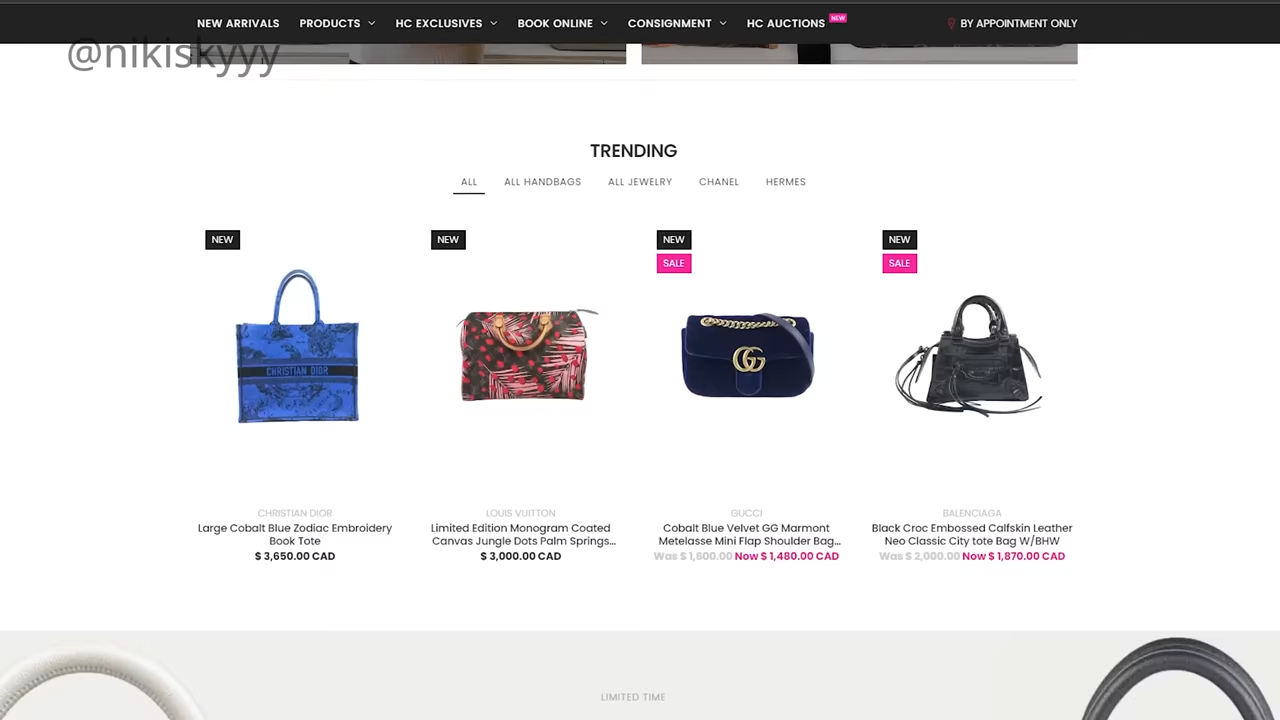 NEW ARRIVALS PRODUCTS HC EXCLUSIVES BOOK ONLINE CONSIGNMENT HC AUCTIONS NEW BY APPOINTMENT ONLY
@nikiskyyy
TRENDING
ALL ALL HANDBAGS ALL JEWELRY CHANEL HERMES
NEW NEW NEW NEW
SALE SALE
CHRISTIAN DIOR
GG
CHRISTIAN DIOR
Large Cobalt Blue Zodiac Embroidery
Book Tote
$ 3,650.00 CAD
LOUIS VUITTON
Limited Edition Monogram Coated
Canvas Jungle Dots Palm Springs...
$ 3,000.00 CAD
GUCCI
Cobalt Blue Velvet GG Marmont
Metelasse Mini Flap Shoulder Bag...
Was $ 1,600.00 Now $ 1,480.00 CAD
BALENCIAGA
Black Croc Embossed Calfskin Leather
Neo Classic City tote Bag W/BHW
Was $ 2,000.00 Now $ 1,870.00 CAD
LIMITED TIME